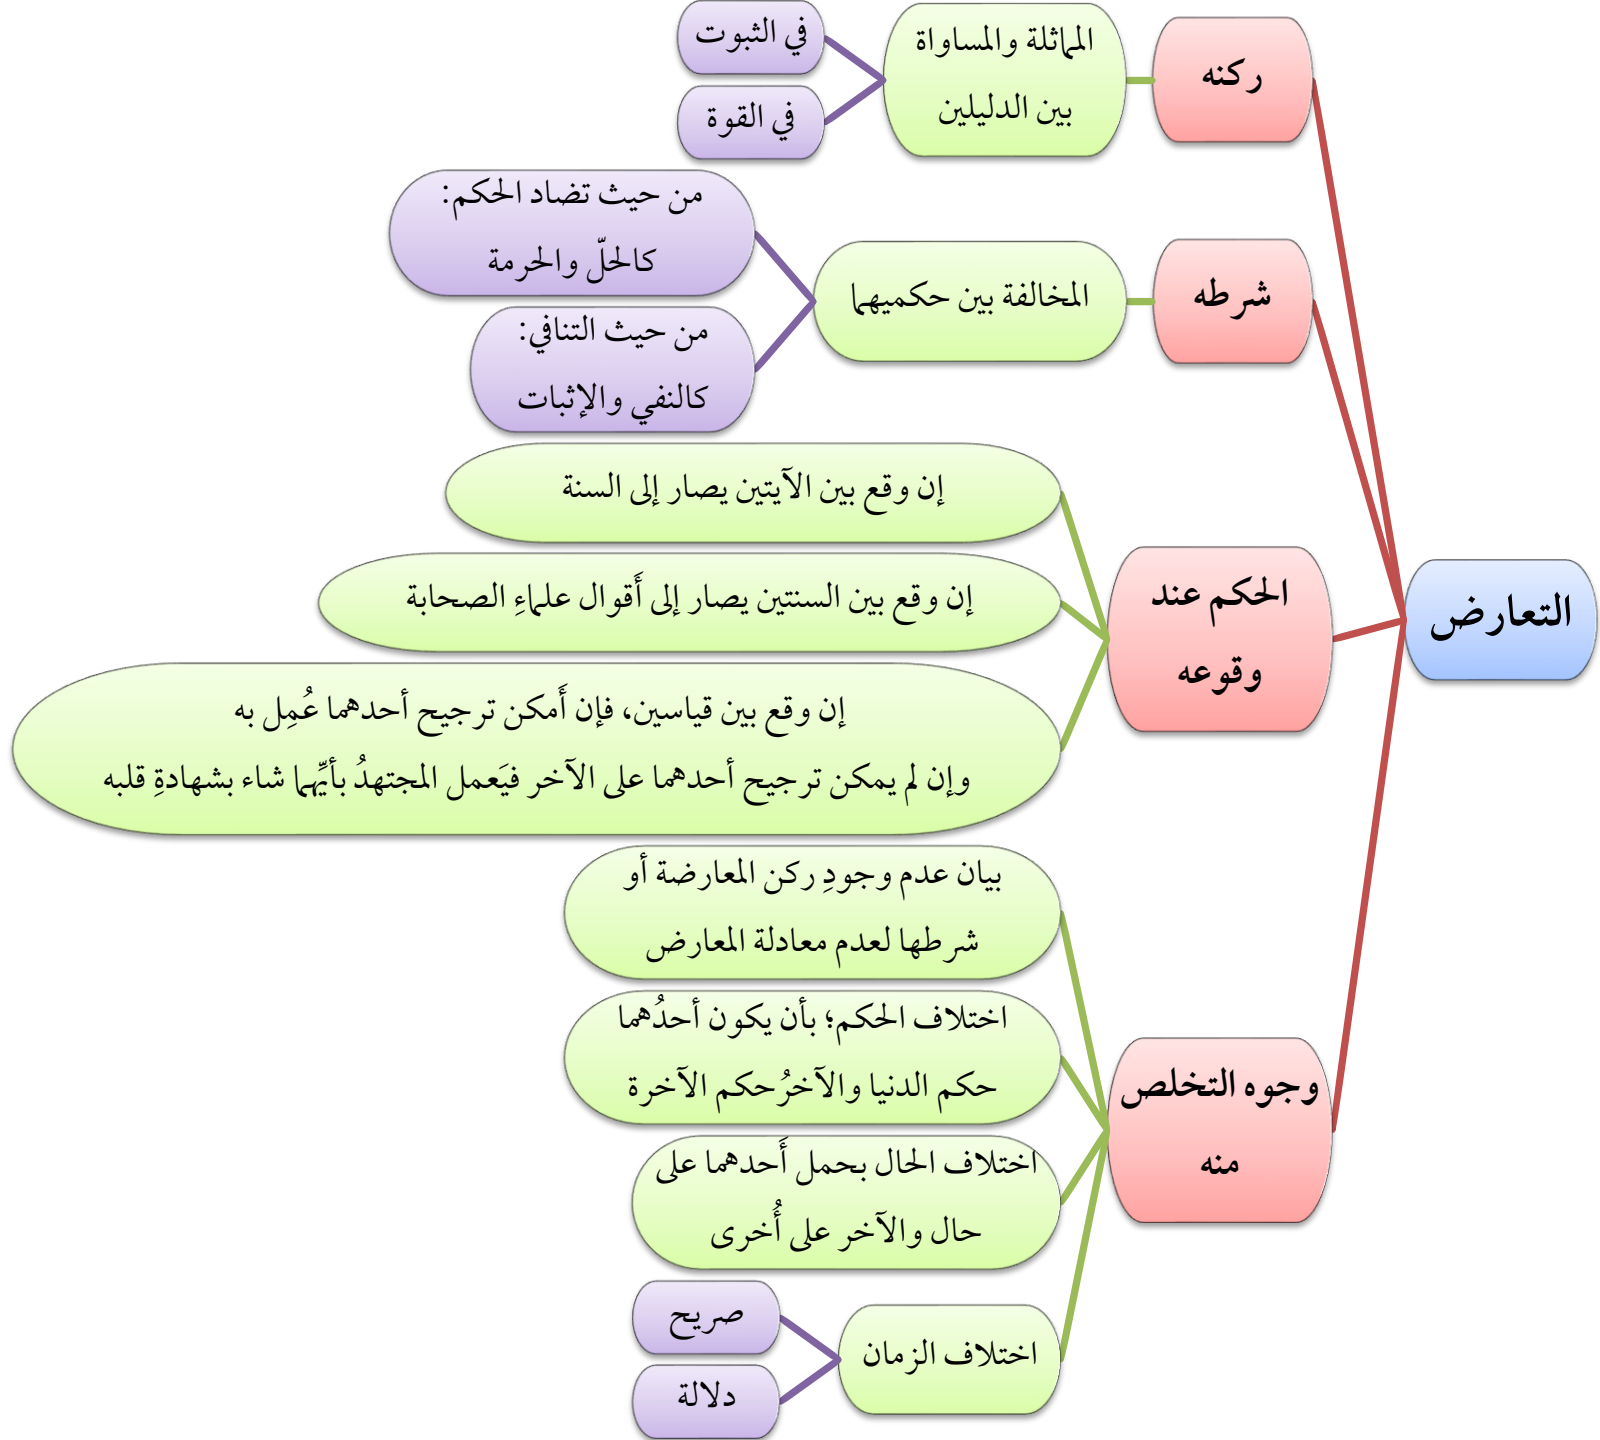 التعارض
ركنه
المماثلة والمساواة
بين الدليلين
في الثبوت
في القوة
شرطه
المخالفة بين حكميهما
من حيث تضاد الحكم:
كالحلّ والحرمة
من حيث التنافي:
كالنفي والإثبات
الحكم عند
وقوعه
إن وقع بين الآيتين يصار إلى السنة
إن وقع بين السنتين يصار إلى أَقوال علماءِ الصحابة
إن وقع بين قياسين، فإن أَمكن ترجيح أحدهما عُمِل به
وإن لم يمكن ترجيح أحدهما على الآخر فيَعمل المجتهدُ بأيِّهما شاء بشهادةِ قلبه
وجوه التخلص
منه
بيان عدم وجودِ ركن المعارضة أو
شرطها لعدم معادلة المعارض
اختلاف الحكم؛ بأن يكون أحدُهما
حكم الدنيا والآخرُ حكم الآخرة
اختلاف الحال بحمل أَحدهما على
حال والآخر على أُخرى
اختلاف الزمان
صريح
دلالة